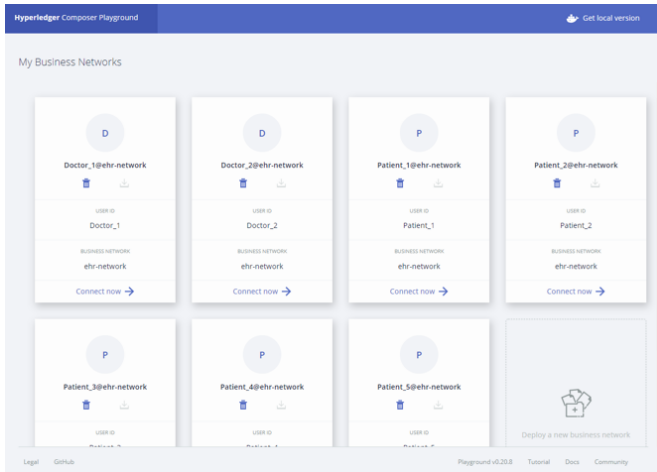 Hyperledger Composer Playground
Get local version
My Business Networks
D
D
P
P
Doctor_1@ehr-network
Doctor_2@ehr-network
Patient_1@ehr-network
Patient_2@ehr-network
USER ID
USER ID
USER ID
USER ID
Doctor_1
Doctor_2
Patient_1
Patient_2
BUSINESS NETWORK
BUSINESS NETWORK
BUSINESS NETWORK
BUSINESS NETWORK
ehr-network
ehr-network
ehr-network
ehr-network
Connect now
Connect now
Connect now
Connect now
P
P
P
Patient_3@ehr-network
Patient_4@ehr-network
Patient_5@ehr-network
Deploy a new business network
USER ID
USER ID
USER ID
Legal
GitHub
Playground v0.20.8
Tutorial
Docs
Community